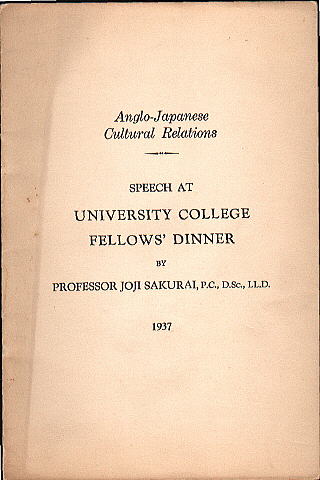 Anglo-Japanese
Cultural Relations
SPEECH AT
UNIVERSITY COLLEGE
FELLOWS' DINNER
BY
PROFESSOR JOJI SAKURAI, P.C., D.Sc., LL.D.
1937